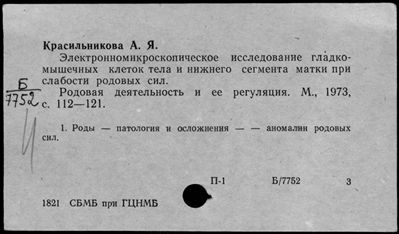 Красильникова А. Я.
Электронномикроскопическое исследование гладко-
мышечных клеток тела и нижнего сегмента матки при
слабости родовых сил.
Б
7752
Родовая деятельность и ее регуляция. М., 1973,
с. 112—121.
1. Роды — патология и осложнения — — аномалии родовых
сил.
П-1 Б/7752 3
1821 СБМБ при ГЦНМБ